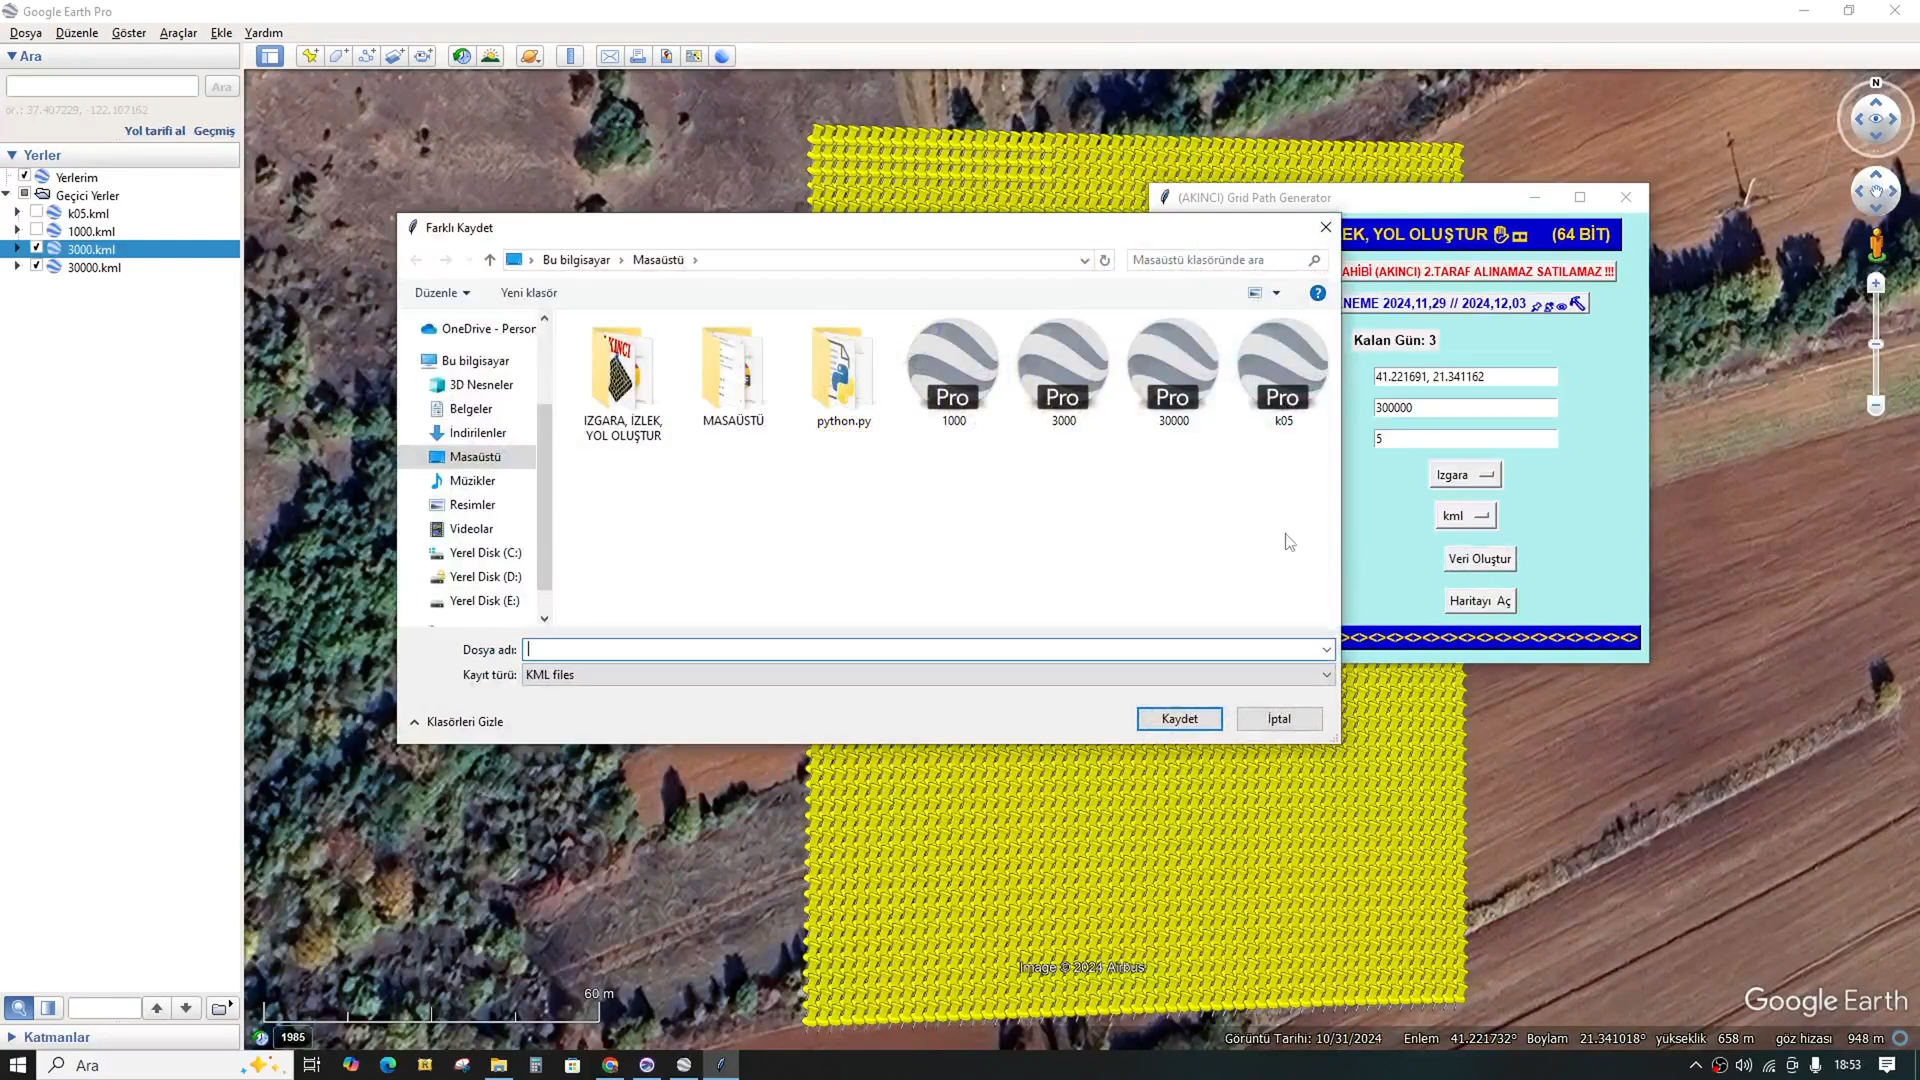 Google Earth Pro
Dosya Düzenle Göster Araçlar Ekle Yardım
Ara
Ara
ör.: 37.407229, -122.107162
Yol tarifi al Geçmiş
Yerler
Yerlerim
Geçici Yerler
k05.kml
1000.kml
3000.kml
30000.kml
Katmanlar
(AKINCI) Grid Path Generator
EK, YOL OLUŞTUR (64 BİT)
AHİBİ (AKINCI) 2.TARAF ALINAMAZ SATILAMAZ !!!
NEME 2024,11,29 // 2024,12,03
Kalan Gün: 3
41.221691, 21.341162
300000
5
Izgara
kml
Veri Oluştur
Haritayı Aç
<><><><><><><><><><><><><>
Farklı Kaydet
Bu bilgisayar > Masaüstü >
Masaüstü klasöründe ara
Düzenle Yeni klasör
OneDrive - Person
Bu bilgisayar
3D Nesneler
Belgeler
İndirilenler
Masaüstü
Müzikler
Resimler
Videolar
Yerel Disk (C:)
Yerel Disk (D:)
Yerel Disk (E:)
AKINCI
Pro Pro Pro Pro
IZGARA, İZLEK, YOL OLUŞTUR MASAÜSTÜ python.py 1000 3000 30000 k05
Dosya adı:
Kayıt türü: KML files
Klasörleri Gizle
Kaydet İptal
N
Image © 2024 Airbus
60 m
Google Earth
1985
Görüntü Tarihi: 10/31/2024 Enlem 41.221732° Boylam 21.341018° yükseklik 658 m göz hizası 948 m
Ara
18:53